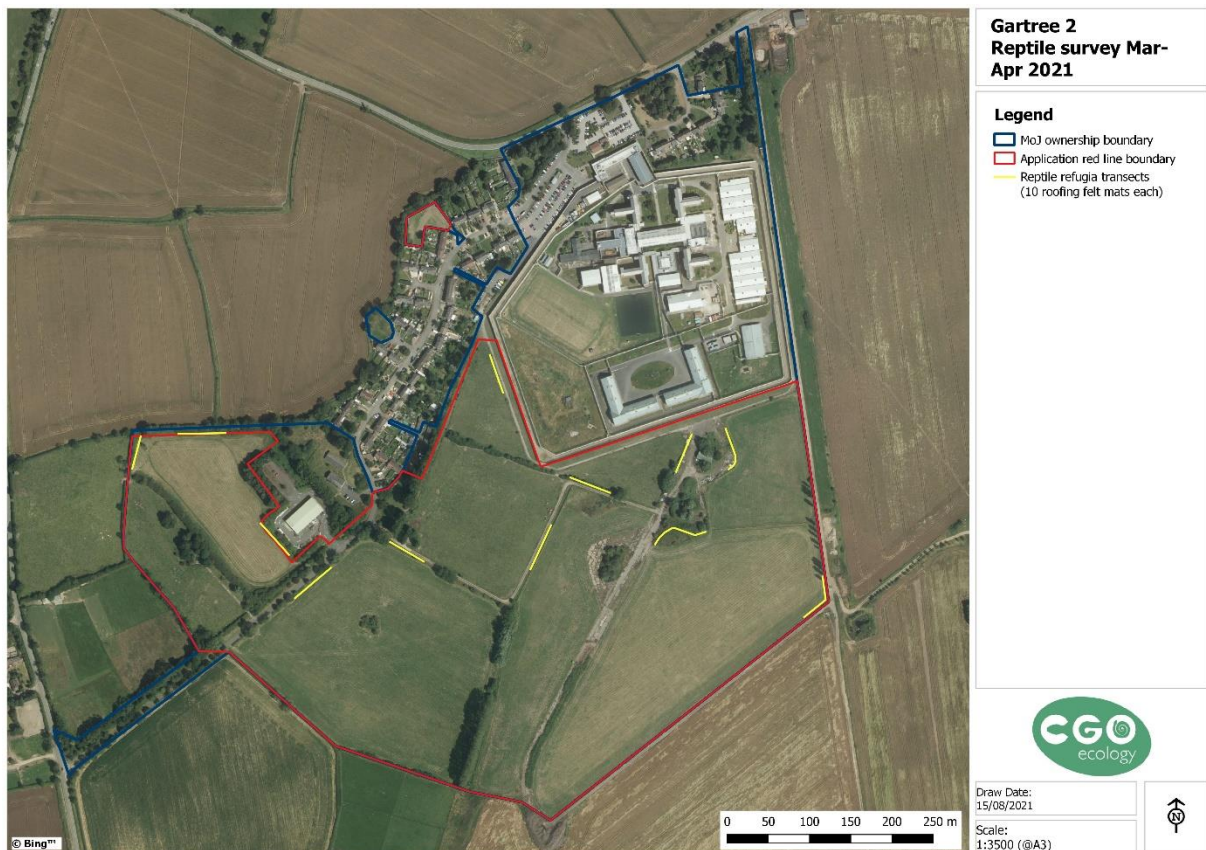 Gartree 2
Reptile survey Mar-
Apr 2021
Legend
MoJ ownership boundary
Application red line boundary
Reptile refugia transects
(10 roofing felt mats each)
CGO
ecology
Draw Date:
15/08/2021
Scale:
1:3500 (@A3)
N
0 50 100 150 200 250 m
© Bing™